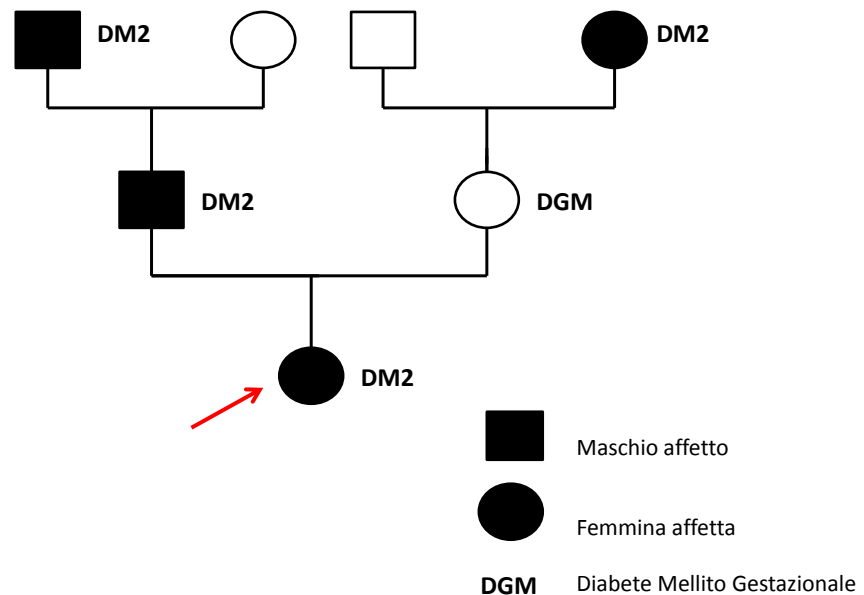 DM2
DM2
DM2
DGM
DM2
Maschio affetto
Femmina affetta
DGM Diabete Mellito Gestazionale